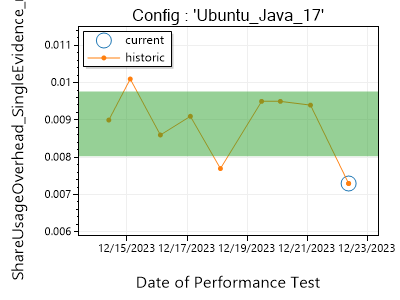 Config : 'Ubuntu_Java_17'
current
historic
0.011
0.01
0.009
0.008
0.007
0.006
ShareUsageOverhead_SingleEvidence_
12/15/2023 12/17/2023 12/19/2023 12/21/2023 12/23/2023
Date of Performance Test